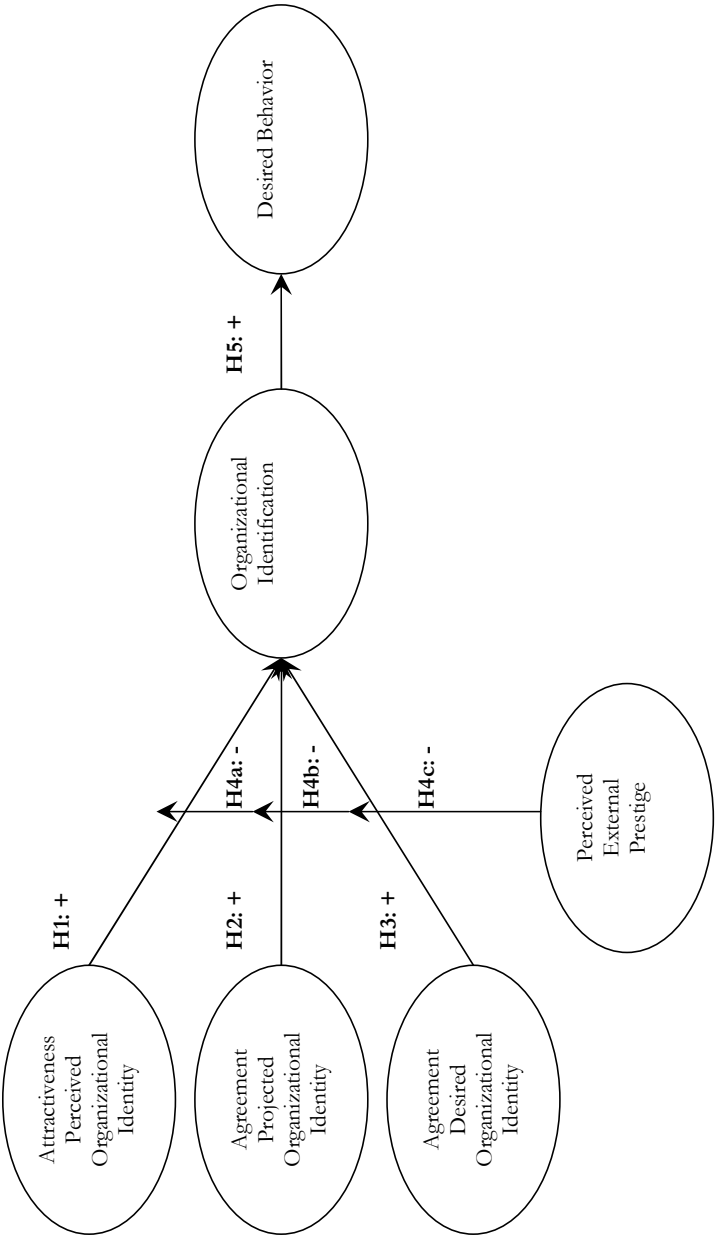 Attractiveness
Perceived
Organizational
Identity
H1: +
Agreement
Projected
Organizational
Identity
H2: +
Agreement
Desired
Organizational
Identity
H3: +
H4a: -
H4b: -
H4c: -
Perceived
External
Prestige
Organizational
Identification
H5: +
Desired Behavior